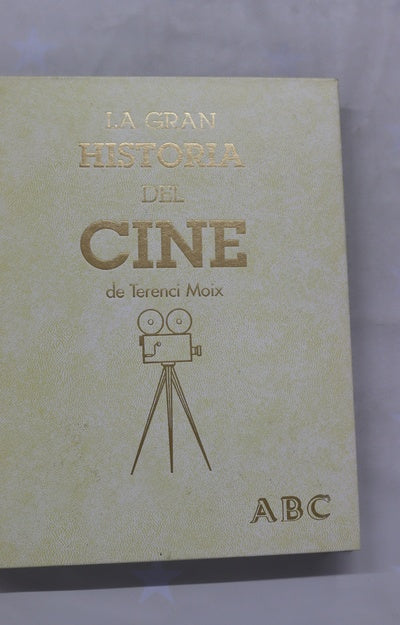 LA GRAN
HISTORIA
DEL
CINE
de Terenci Moix
ABC